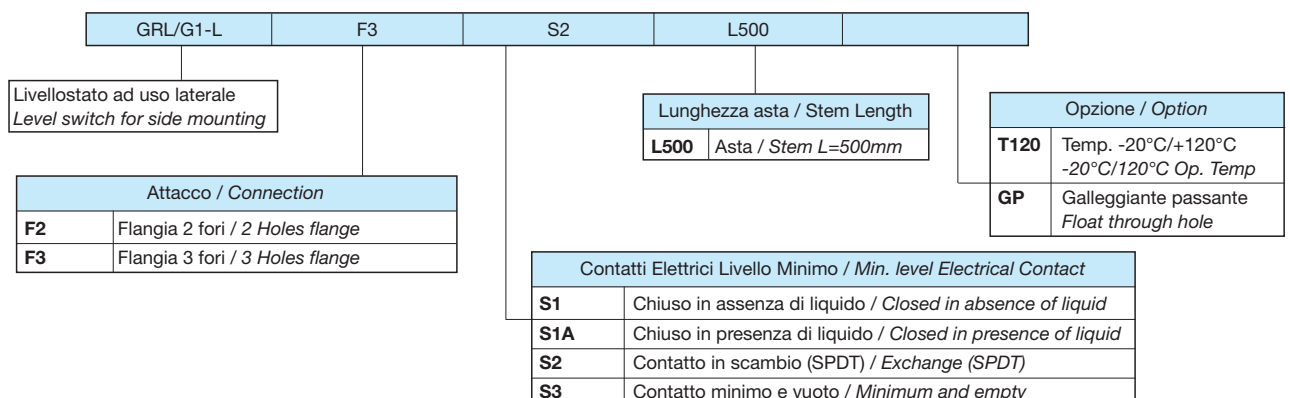 GRL/G1-L F3 S2 L500
Livellostato ad uso laterale
Level switch for side mounting
Lunghezza asta / Stem Length
L500 Asta / Stem L=500mm
Opzione / Option
T120 Temp. -20°C/+120°C
-20°C/120°C Op. Temp
GP Galleggiante passante
Float through hole
Attacco / Connection
F2 Flangia 2 fori / 2 Holes flange
F3 Flangia 3 fori / 3 Holes flange
Contatti Elettrici Livello Minimo / Min. level Electrical Contact
S1 Chiuso in assenza di liquido / Closed in absence of liquid
S1A Chiuso in presenza di liquido / Closed in presence of liquid
S2 Contatto in scambio (SPDT) / Exchange (SPDT)
S3 Contatto minimo e vuoto / Minimum and empty